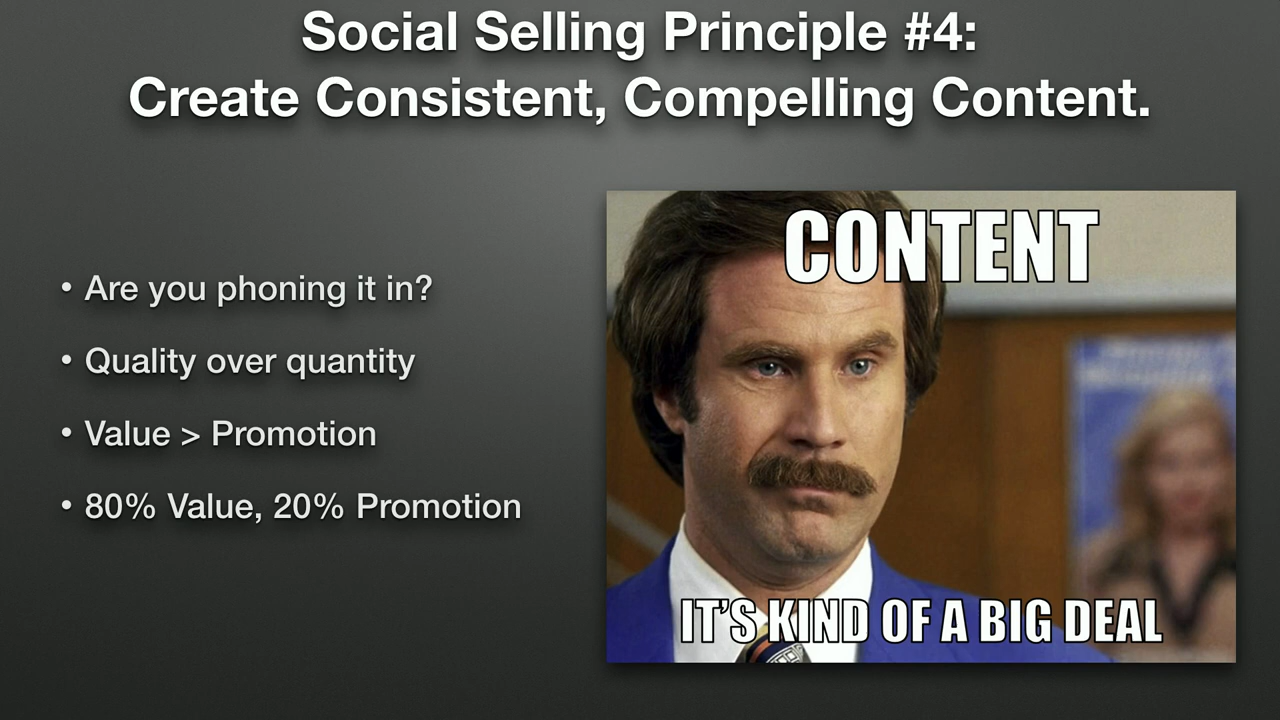 Social Selling Principle #4:
Create Consistent, Compelling Content.
• Are you phoning it in?
• Quality over quantity
• Value > Promotion
• 80% Value, 20% Promotion
CONTENT
IT'S KIND OF A BIG DEAL